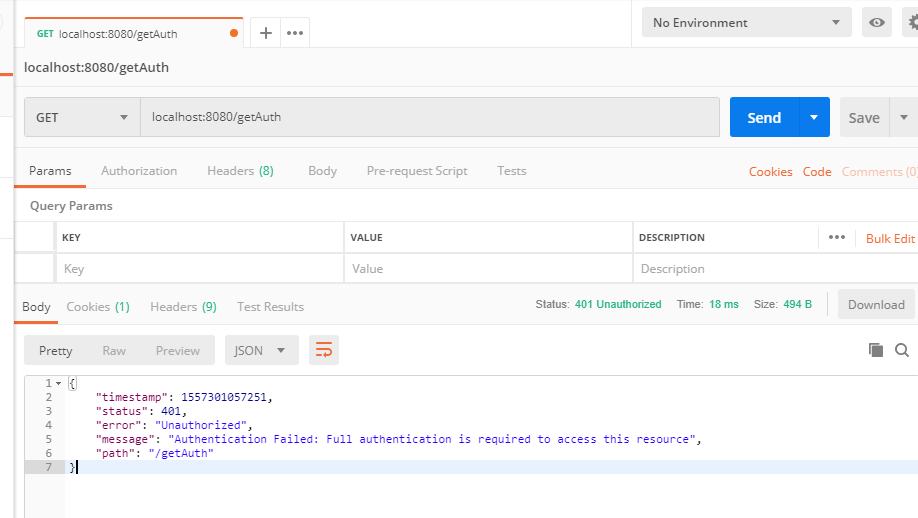 GET localhost:8080/getAuth
No Environment
localhost:8080/getAuth
GET localhost:8080/getAuth Send Save
Params Authorization Headers (8) Body Pre-request Script Tests Cookies Code Comments (0)
Query Params
KEY VALUE DESCRIPTION Bulk Edit
Key Value Description
Body Cookies (1) Headers (9) Test Results Status: 401 Unauthorized Time: 18 ms Size: 494 B Download
Pretty Raw Preview JSON
1 {
2 "timestamp": 1557301057251,
3 "status": 401,
4 "error": "Unauthorized",
5 "message": "Authentication Failed: Full authentication is required to access this resource",
6 "path": "/getAuth"
7 }